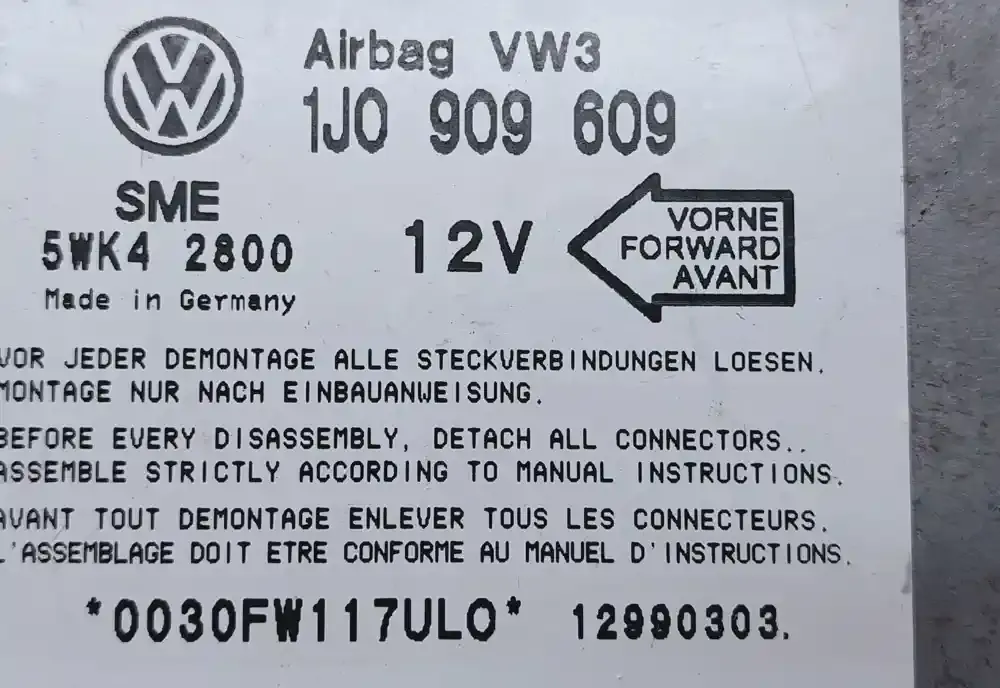 Airbag VW3
1J0 909 609
SME
5WK4 2800
12V
Made in Germany
VORNE
FORWARD
AVANT
VOR JEDER DEMONTAGE ALLE STECKVERBINDUNGEN LOESEN.
MONTAGE NUR NACH EINBAUANWEISUNG.
BEFORE EVERY DISASSEMBLY, DETACH ALL CONNECTORS..
ASSEMBLE STRICTLY ACCORDING TO MANUAL INSTRUCTIONS.
AVANT TOUT DEMONTAGE ENLEVER TOUS LES CONNECTEURS.
L'ASSEMBLAGE DOIT ETRE CONFORME AU MANUEL D'INSTRUCTIONS.
*0030FW117ULO* 12990303.